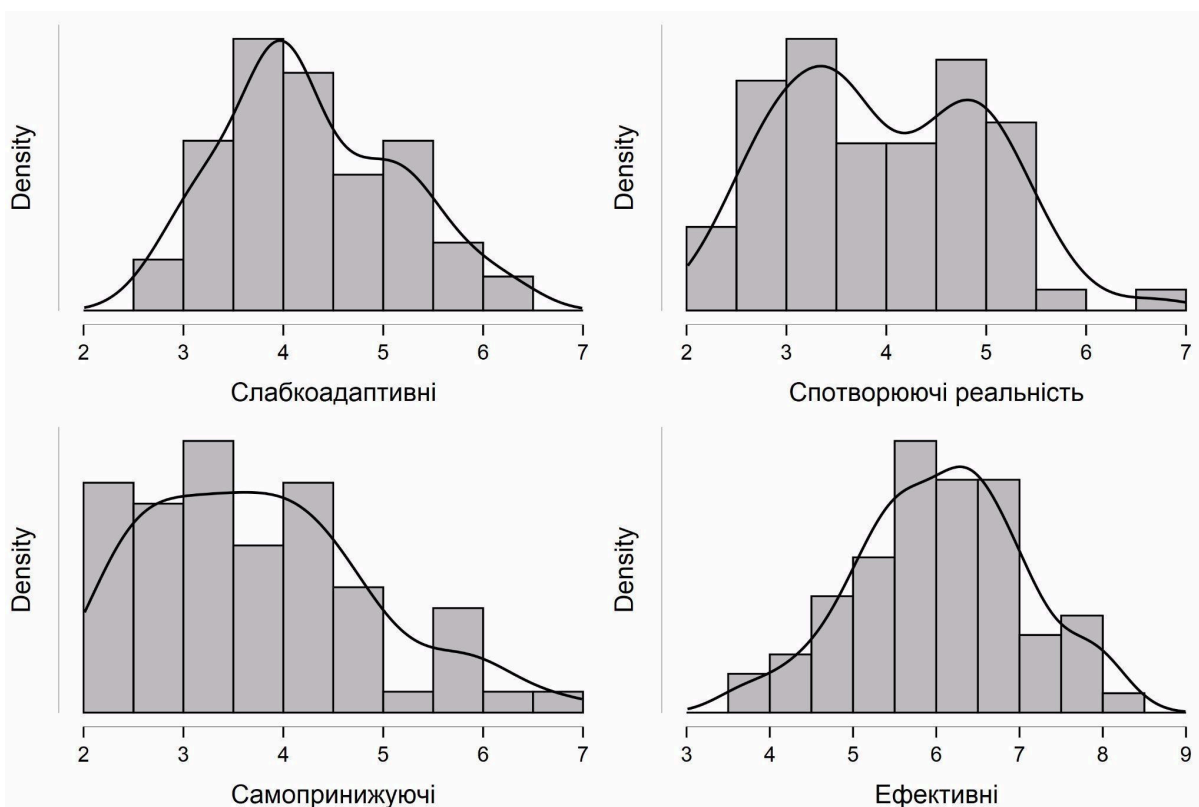 Density
2 3 4 5 6 7
Слабкоадаптивні
Density
2 3 4 5 6 7
Спотворюючі реальність
Density
2 3 4 5 6 7
Самопринижуючі
Density
3 4 5 6 7 8 9
Ефективні